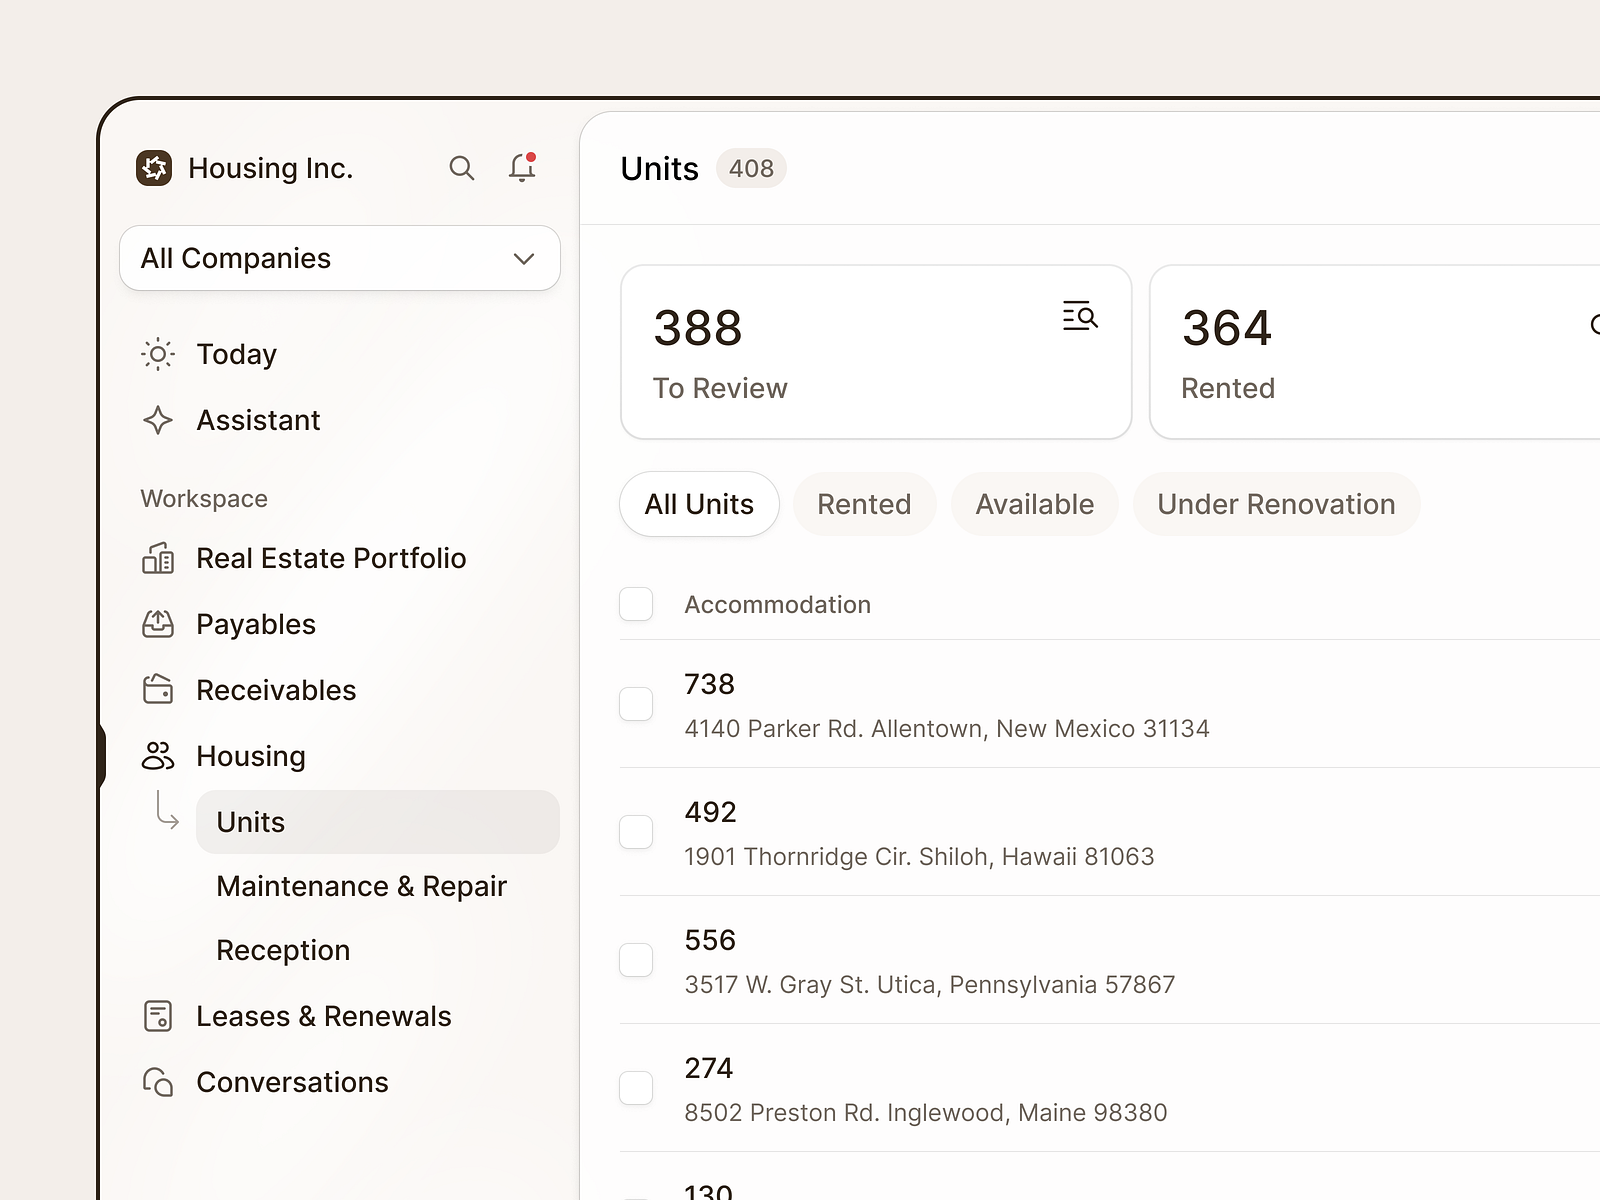 Housing Inc.
All Companies
Today
Assistant
Workspace
Real Estate Portfolio
Payables
Receivables
Housing
Units
Maintenance & Repair
Reception
Leases & Renewals
Conversations
Units 408
388
To Review
364
Rented
All Units
Rented
Available
Under Renovation
Accommodation
738
4140 Parker Rd. Allentown, New Mexico 31134
492
1901 Thornridge Cir. Shiloh, Hawaii 81063
556
3517 W. Gray St. Utica, Pennsylvania 57867
274
8502 Preston Rd. Inglewood, Maine 98380
130